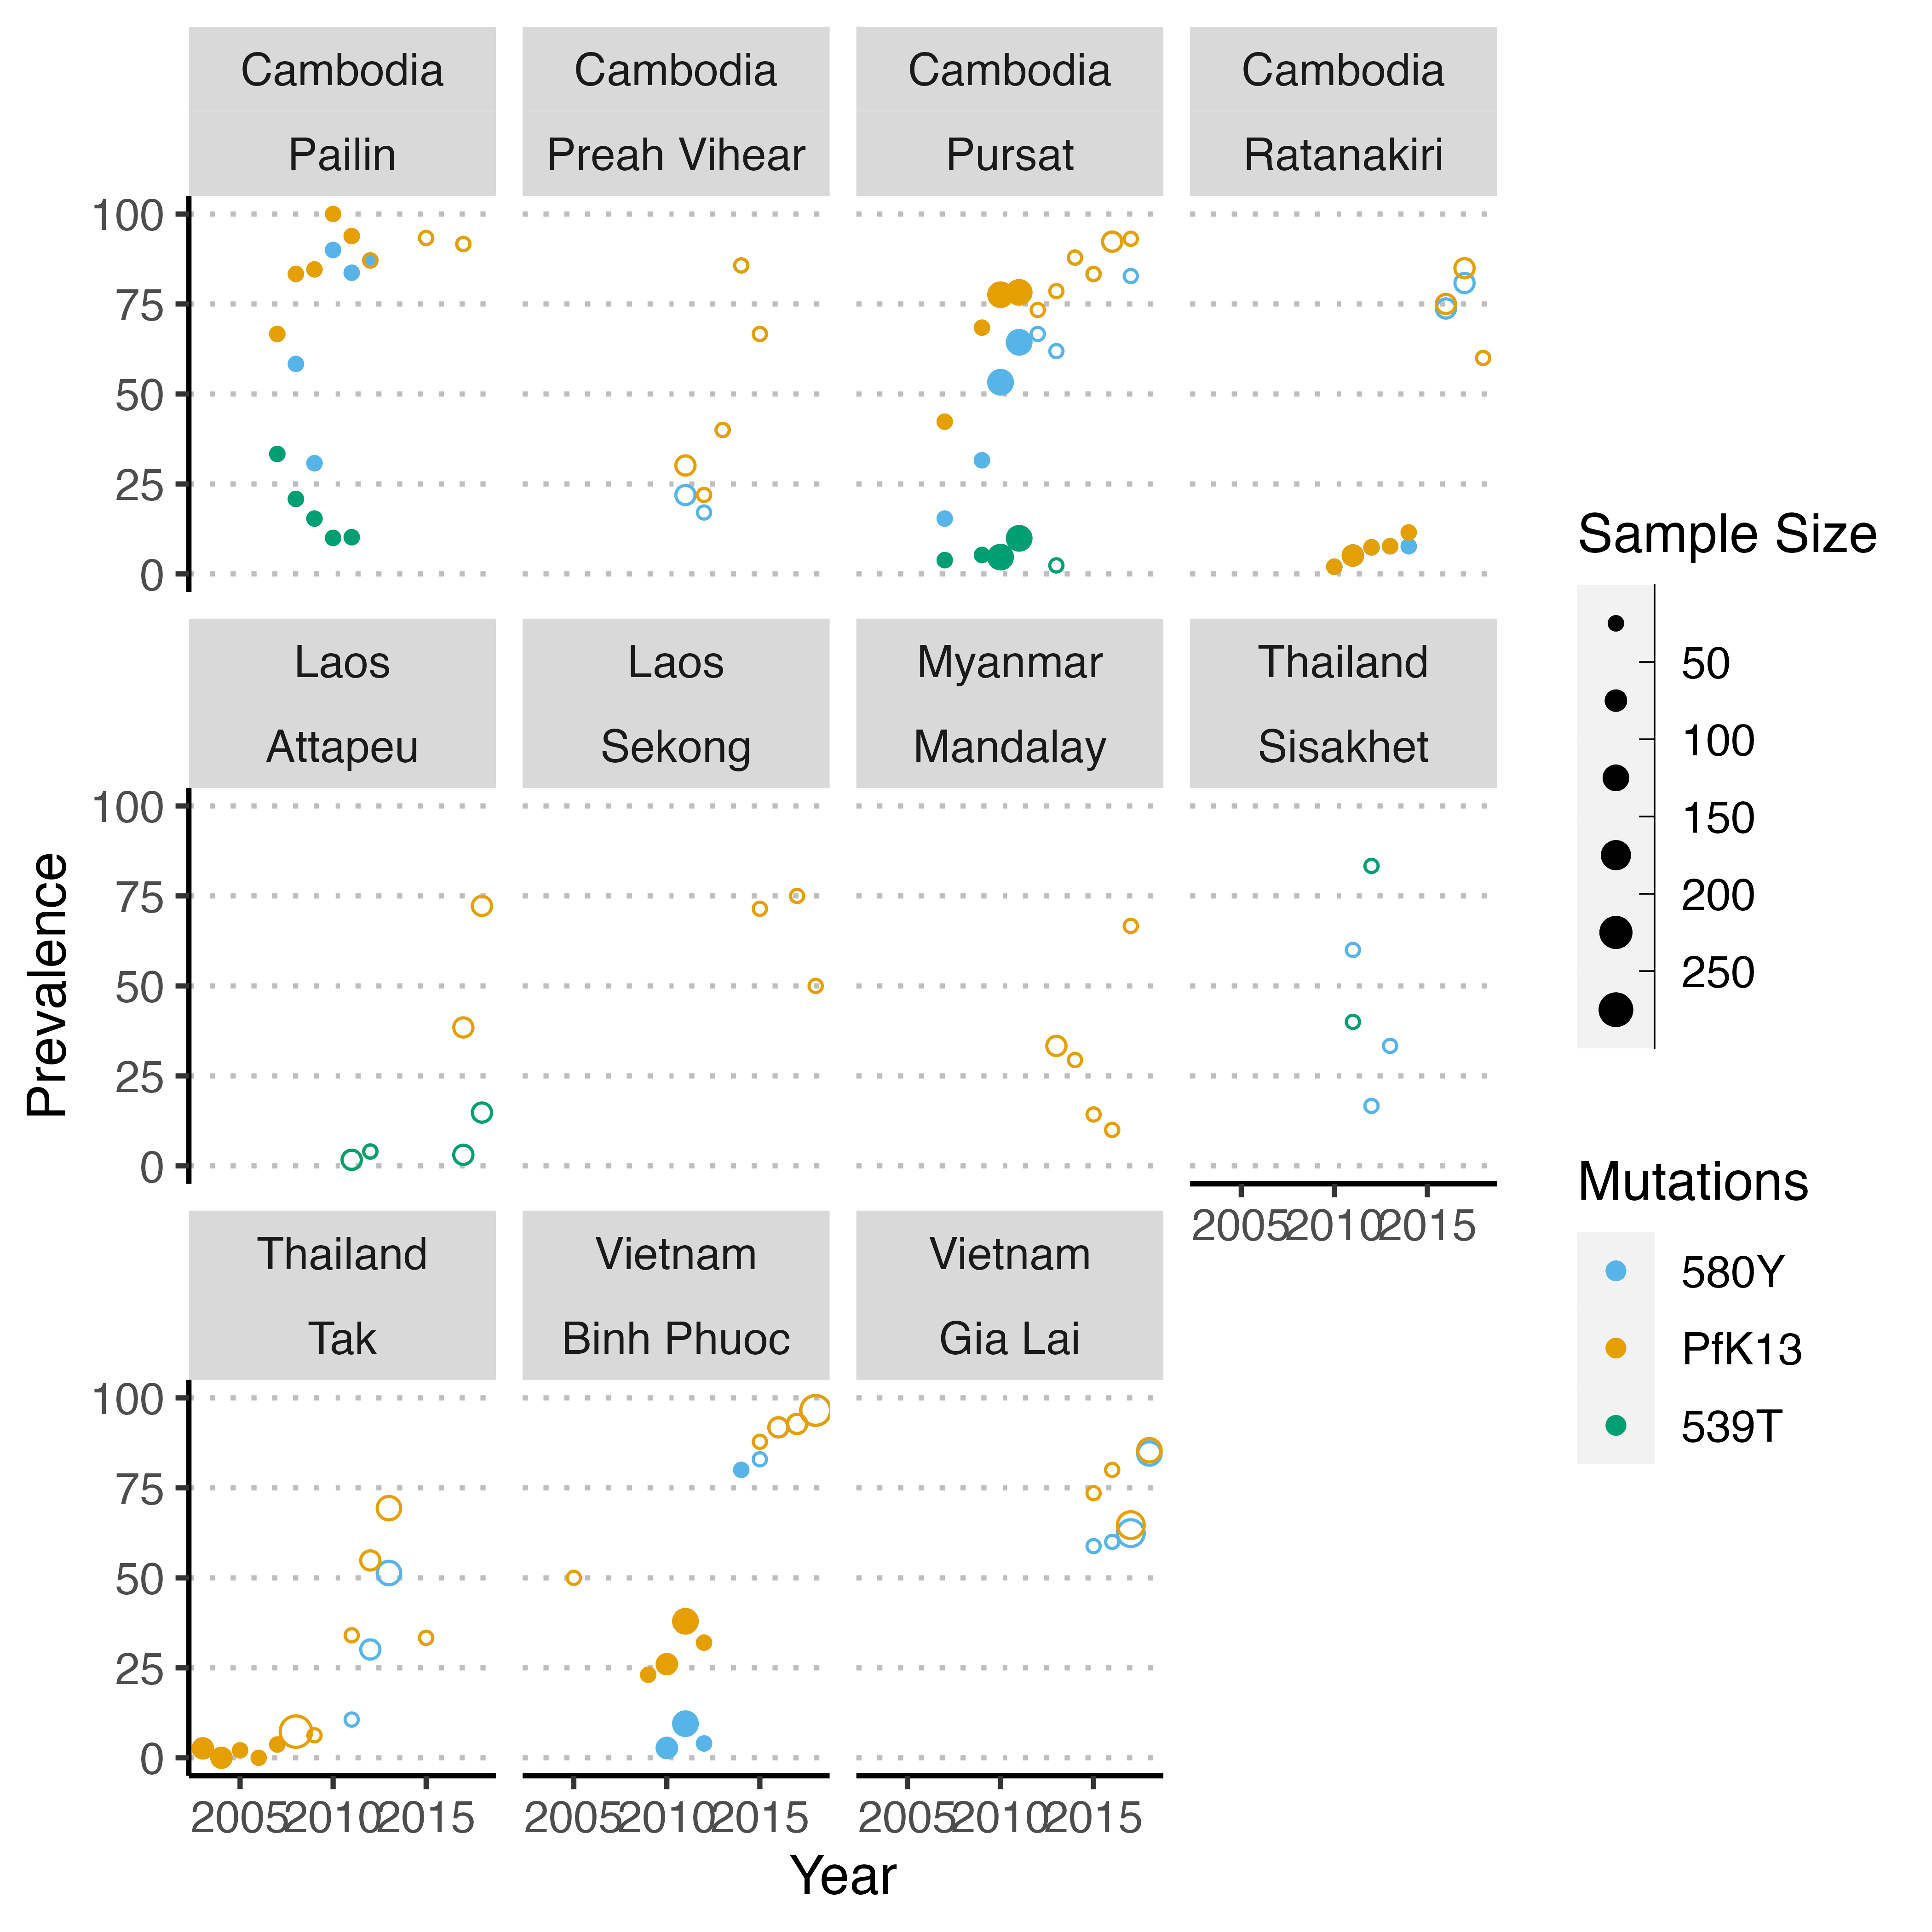 Cambodia
Pailin
Cambodia
Preah Vihear
Cambodia
Pursat
Cambodia
Ratanakiri
100
75
50
25
0
Laos
Attapeu
Laos
Sekong
Myanmar
Mandalay
Thailand
Sisakhet
100
75
50
25
0
2005 2010 2015
Thailand
Tak
Vietnam
Binh Phuoc
Vietnam
Gia Lai
100
75
50
25
0
2005 2010 2015
2005 2010 2015
2005 2010 2015
Prevalence
Year
Sample Size
50
100
150
200
250
Mutations
580Y
PfK13
539T